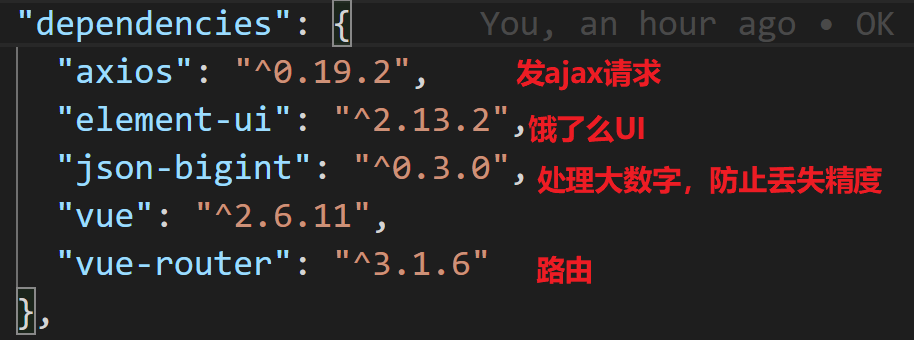 "dependencies": { You, an hour ago • OK
"axios": "^0.19.2", 发ajax请求
"element-ui": "^2.13.2", 饿了么UI
"json-bigint": "^0.3.0", 处理大数字，防止丢失精度
"vue": "^2.6.11",
"vue-router": "^3.1.6" 路由
},